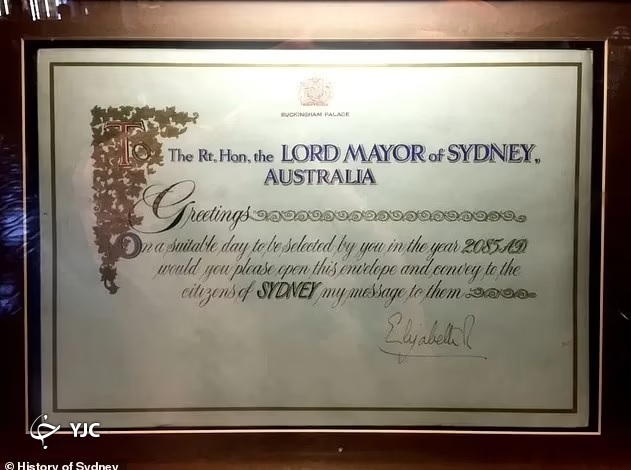 BUCKINGHAM PALACE
To The Rt. Hon. the LORD MAYOR of SYDNEY,
AUSTRALIA
Greetings
On a suitable day to be selected by you in the year 2085 A.D.
would you please open this envelope and convey to the
citizens of SYDNEY my message to them
Elizabeth R
YJC
© History of Sydney